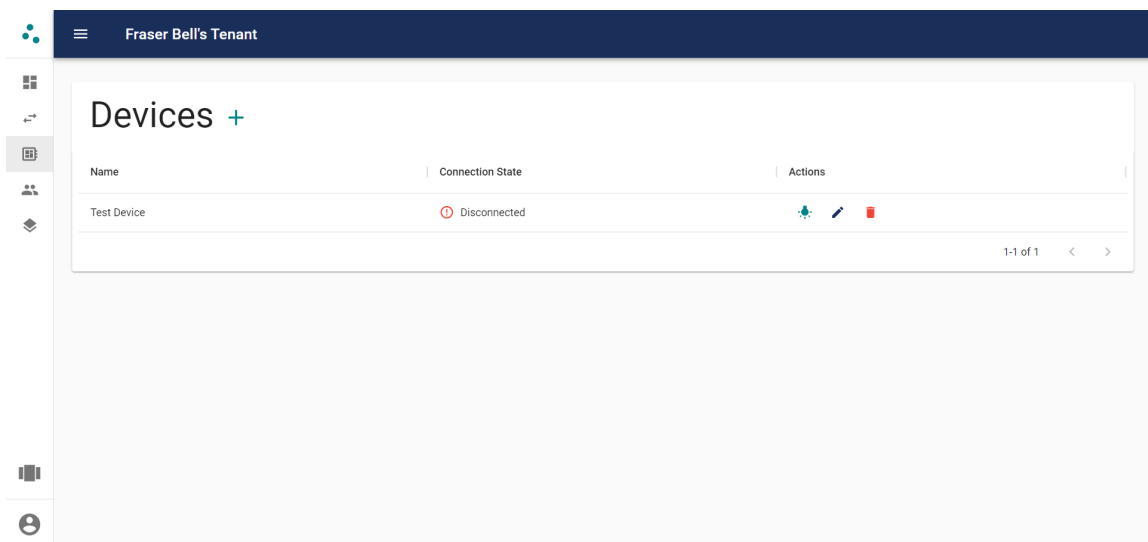 Fraser Bell's Tenant
Devices +
Name Connection State Actions
Test Device Disconnected
1-1 of 1